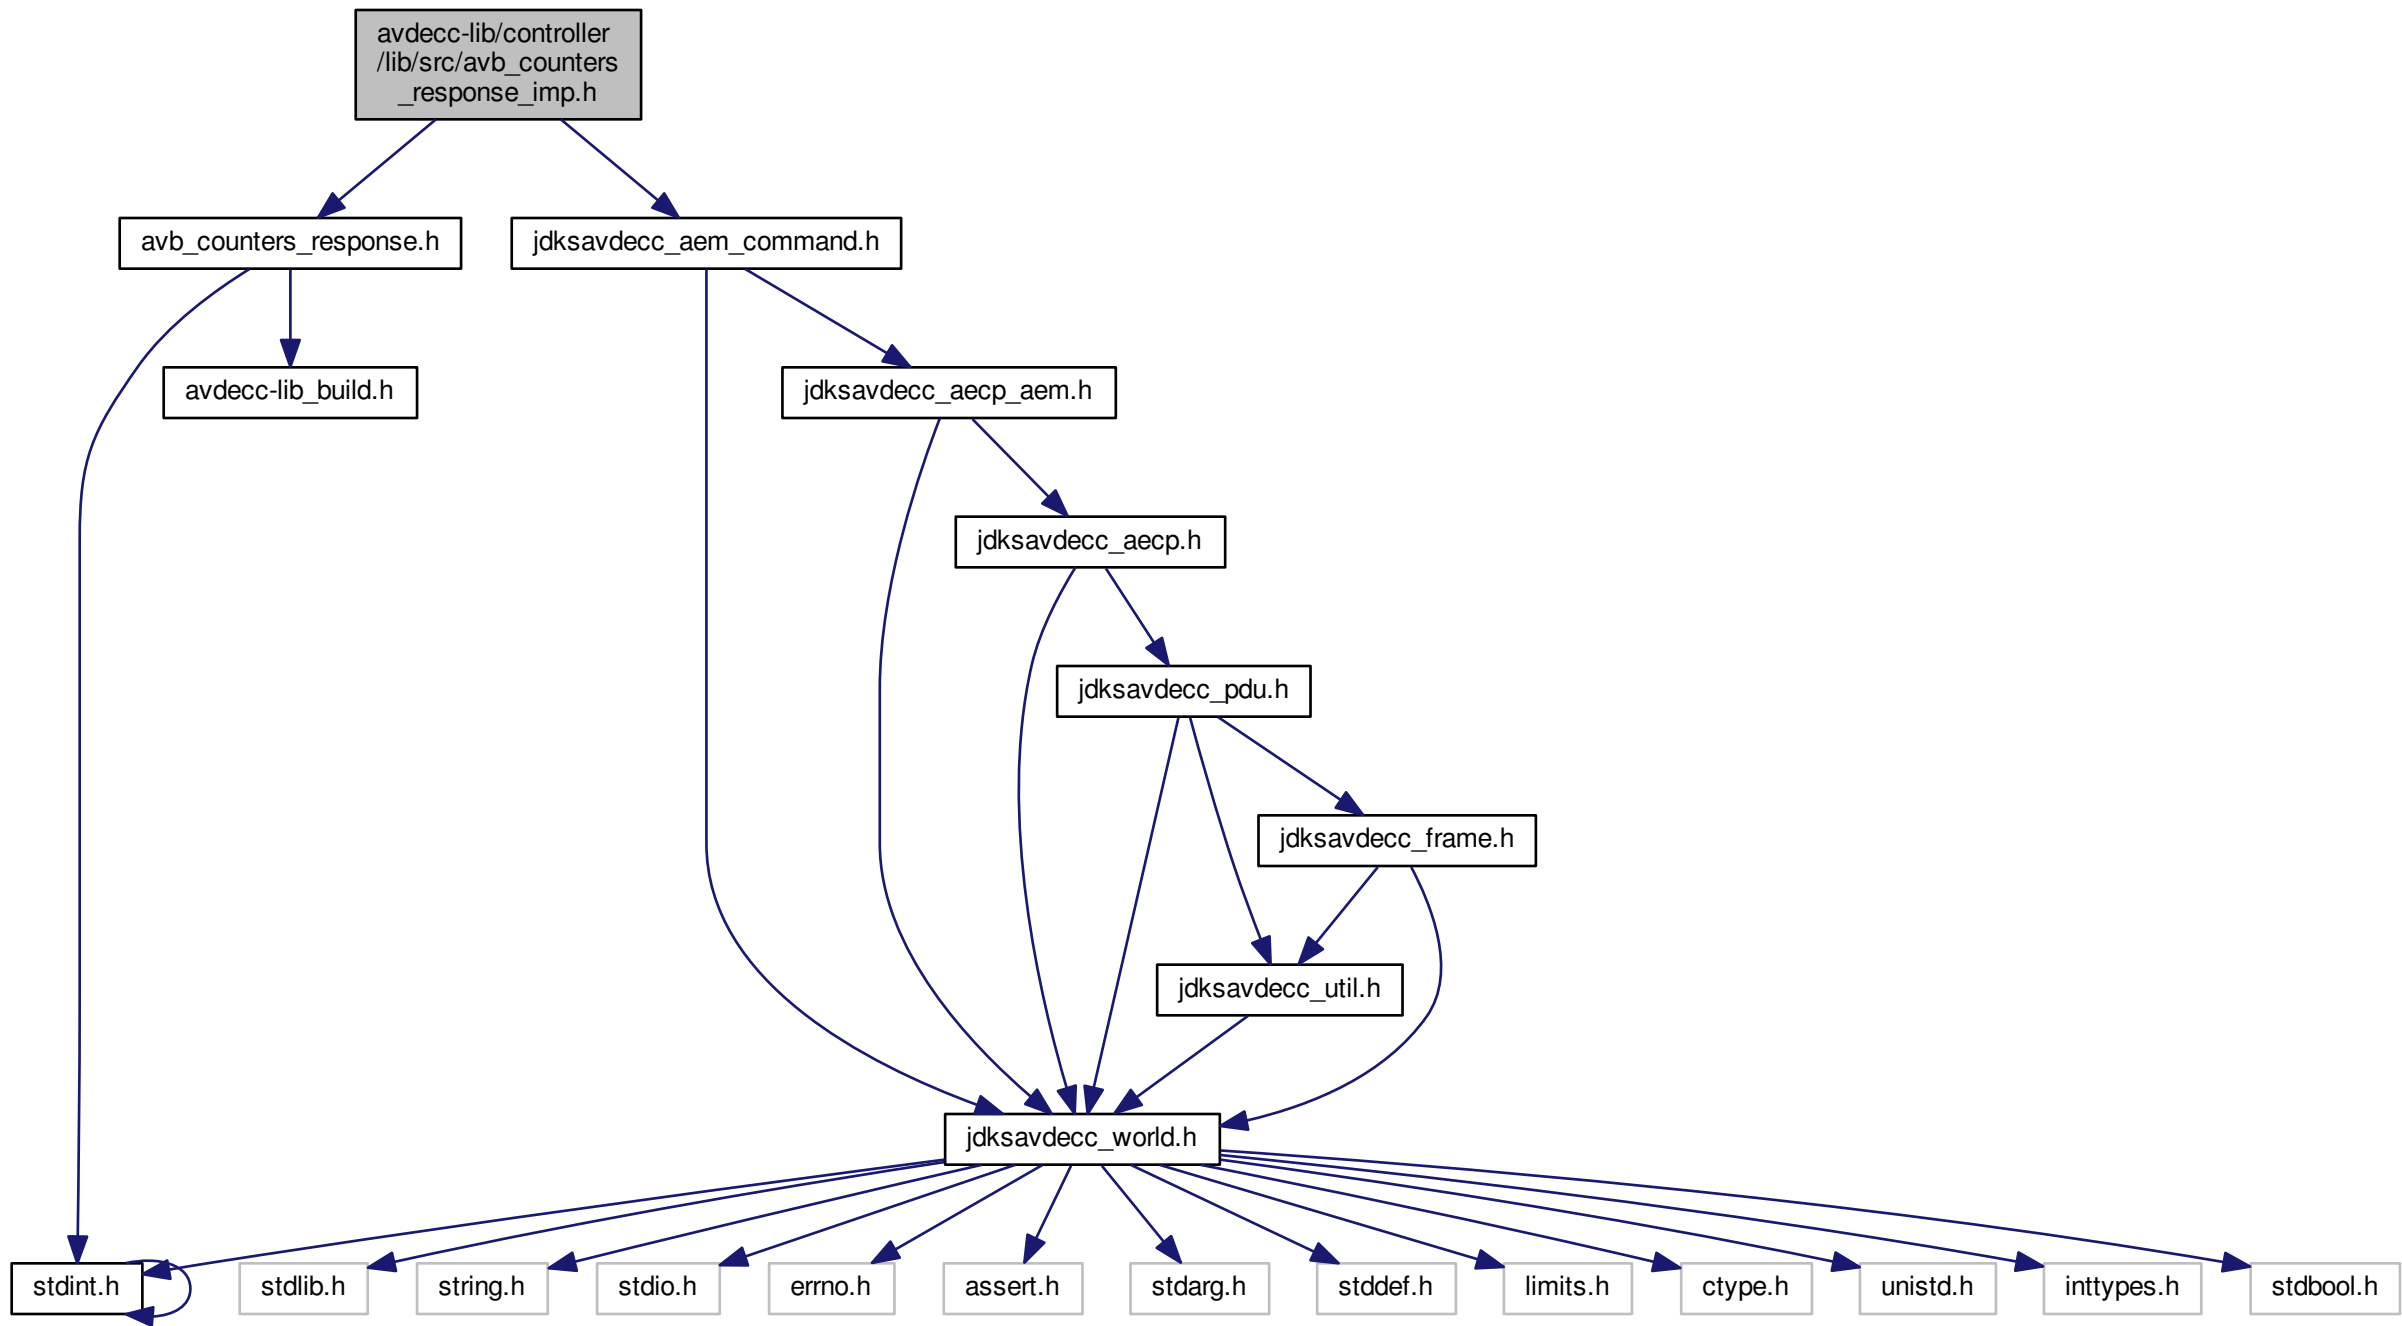 avdecc-lib/controller
/lib/src/avb_counters
_response_imp.h
avb_counters_response.h
jdksavdecc_aem_command.h
avdecc-lib_build.h
jdksavdecc_aecp_aem.h
jdksavdecc_aecp.h
jdksavdecc_pdu.h
jdksavdecc_frame.h
jdksavdecc_util.h
jdksavdecc_world.h
stdint.h
stdlib.h
string.h
stdio.h
errno.h
assert.h
stdarg.h
stddef.h
limits.h
ctype.h
unistd.h
inttypes.h
stdbool.h